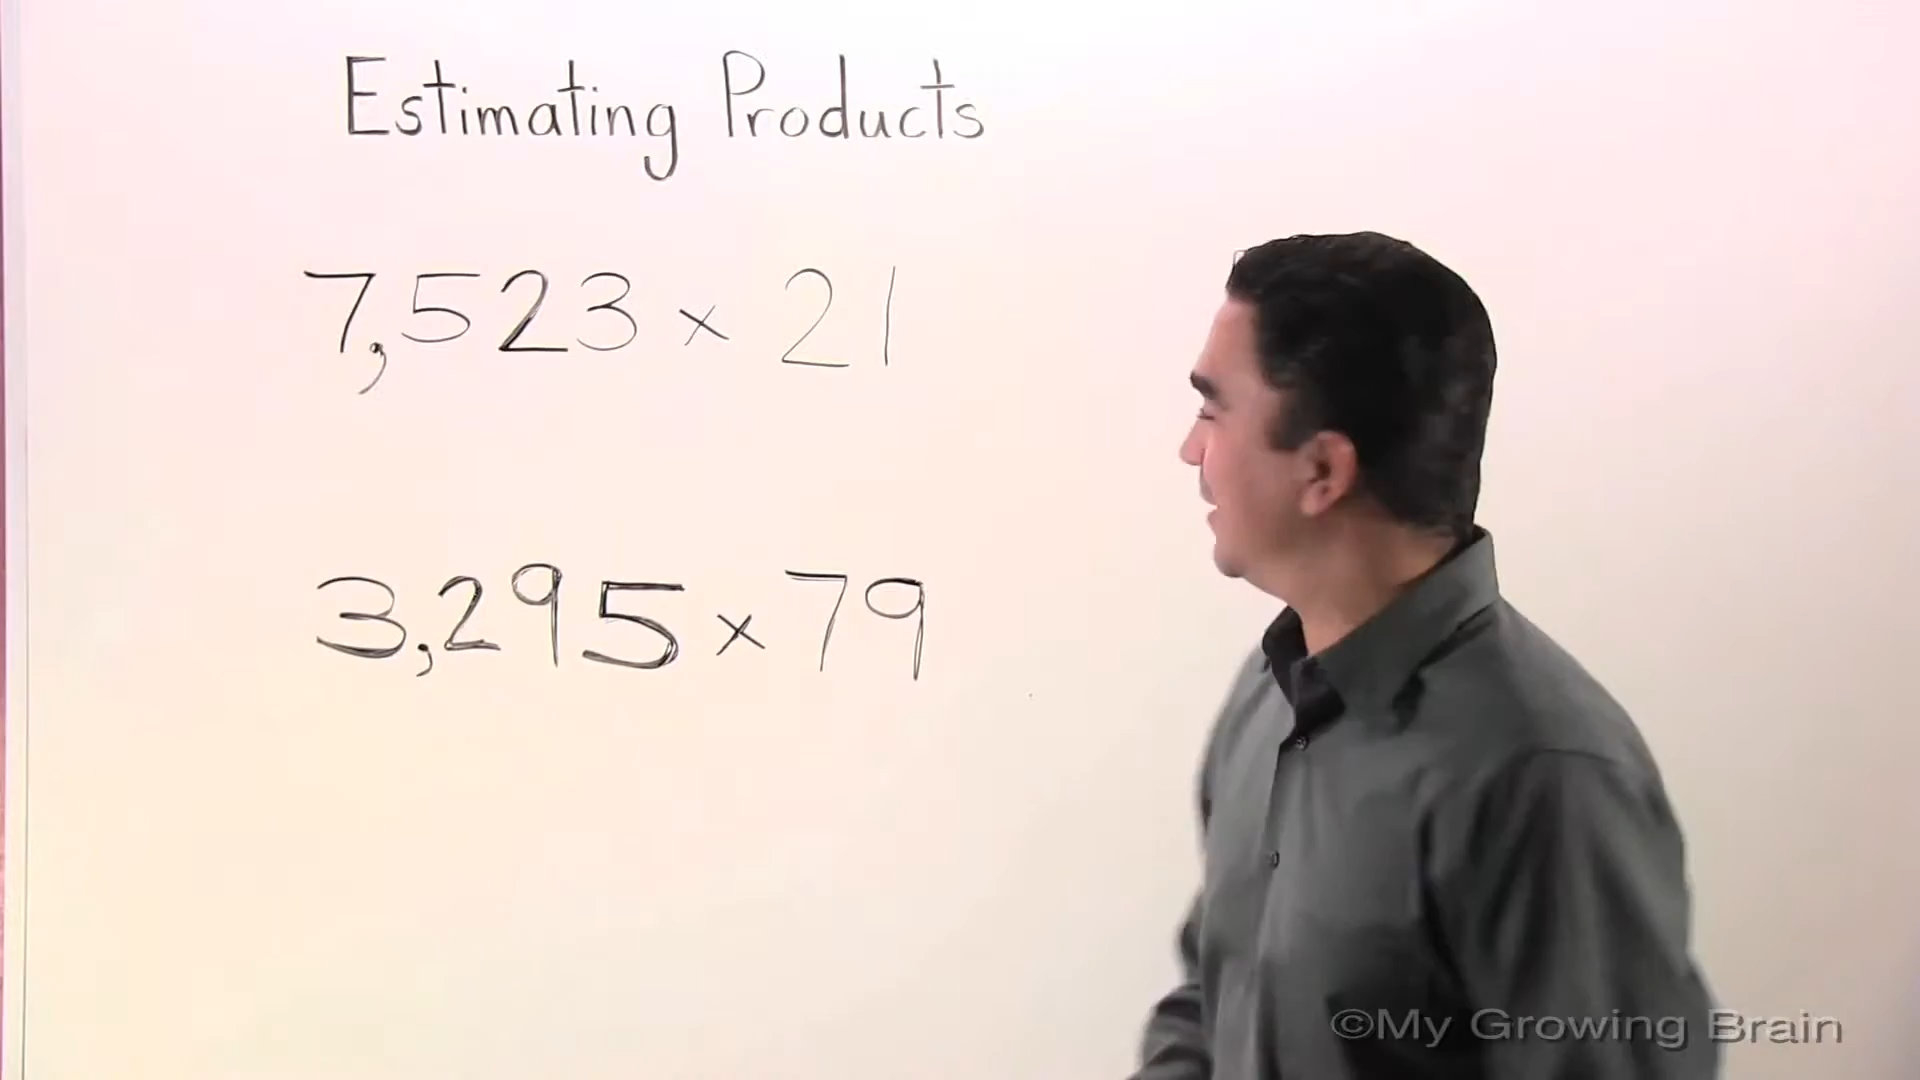 Estimating Products
7,523 × 21
3,295 × 79
©My Growing Brain